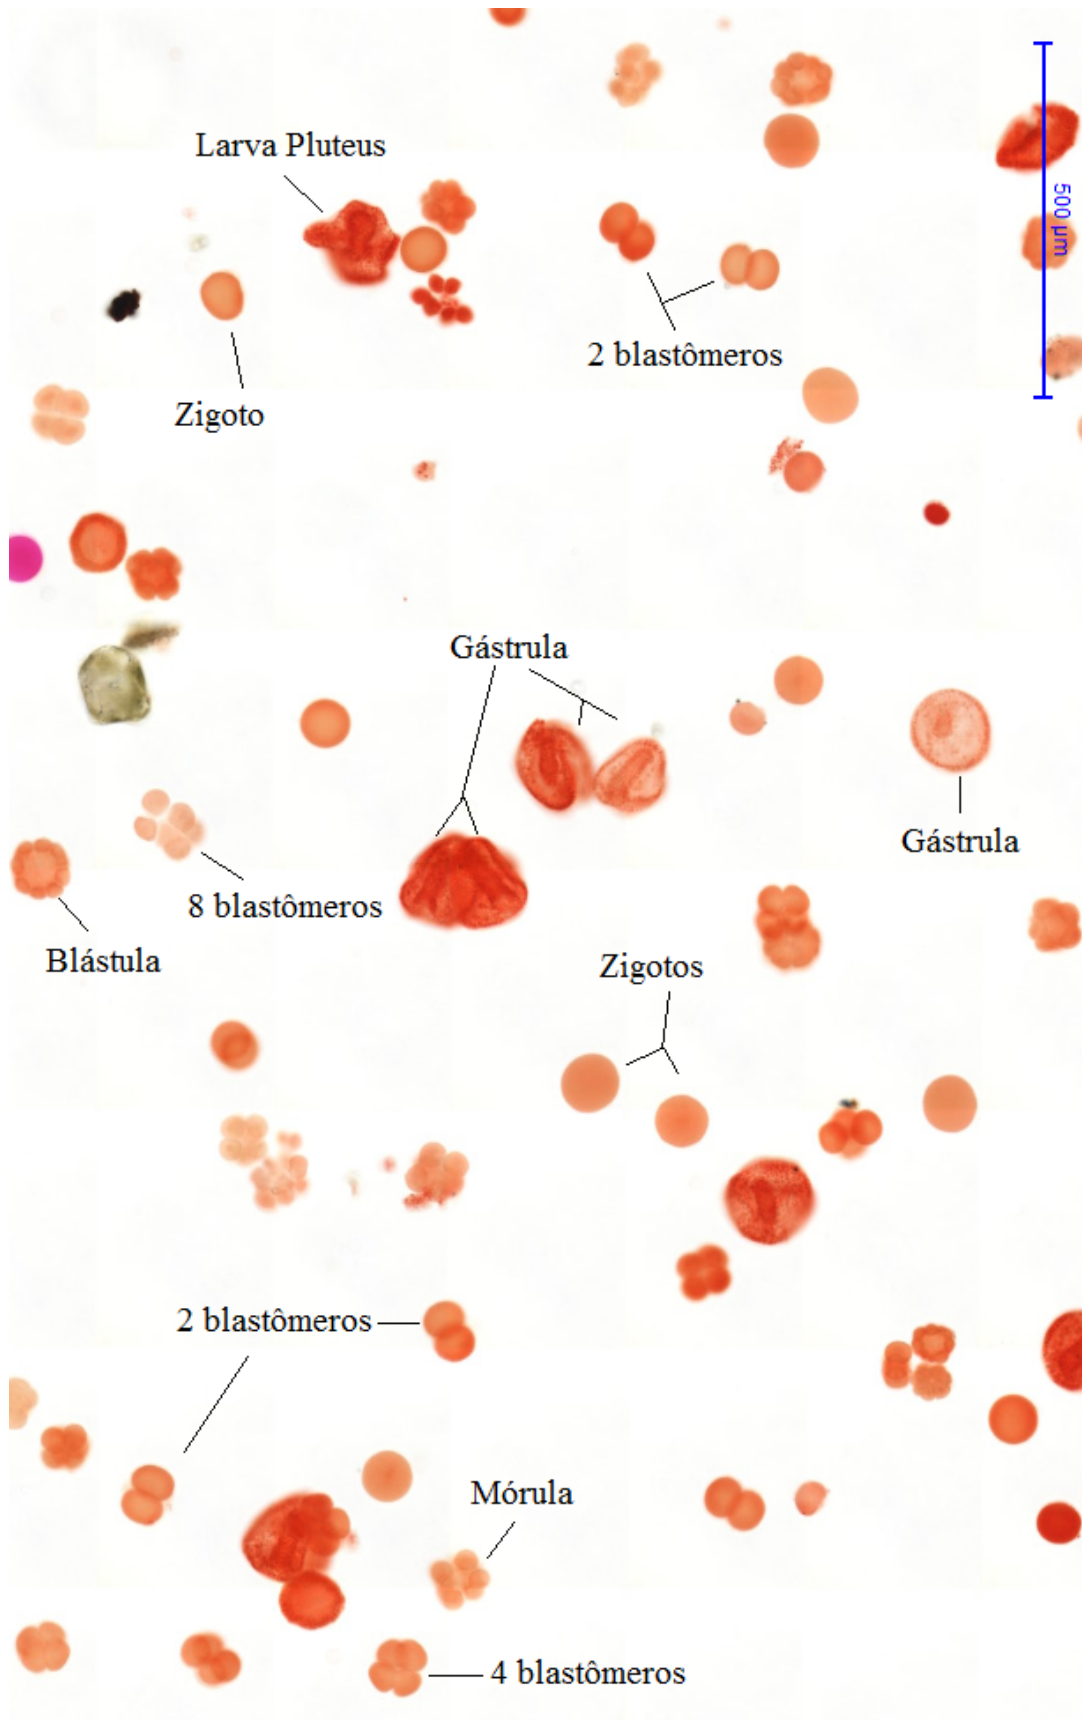 Larva Pluteus
500 µm
2 blastômeros
Zigoto
Gástrula
Gástrula
8 blastômeros
Blástula
Zigotos
2 blastômeros
Mórula
4 blastômeros